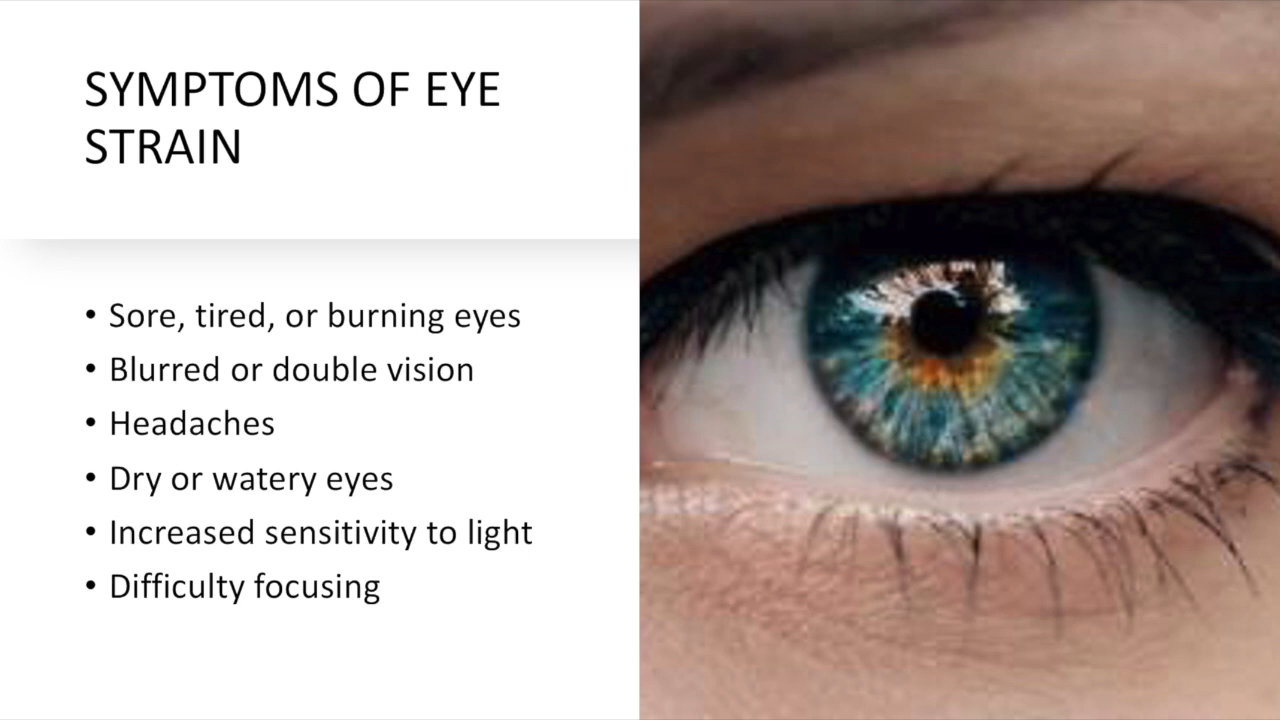 SYMPTOMS OF EYE
STRAIN
• Sore, tired, or burning eyes
• Blurred or double vision
• Headaches
• Dry or watery eyes
• Increased sensitivity to light
• Difficulty focusing